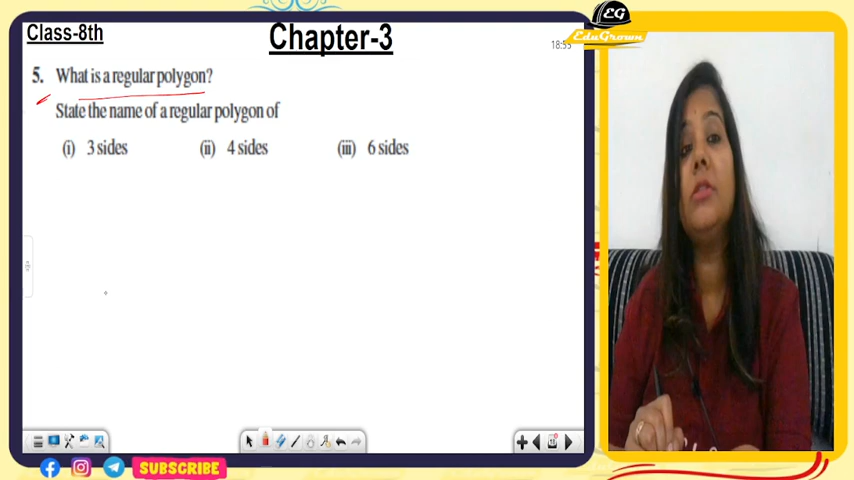 Class-8th
Chapter-3
EG
EduGrown
18:55
5. What is a regular polygon?
State the name of a regular polygon of
(i) 3 sides (ii) 4 sides (iii) 6 sides
SUBSCRIBE